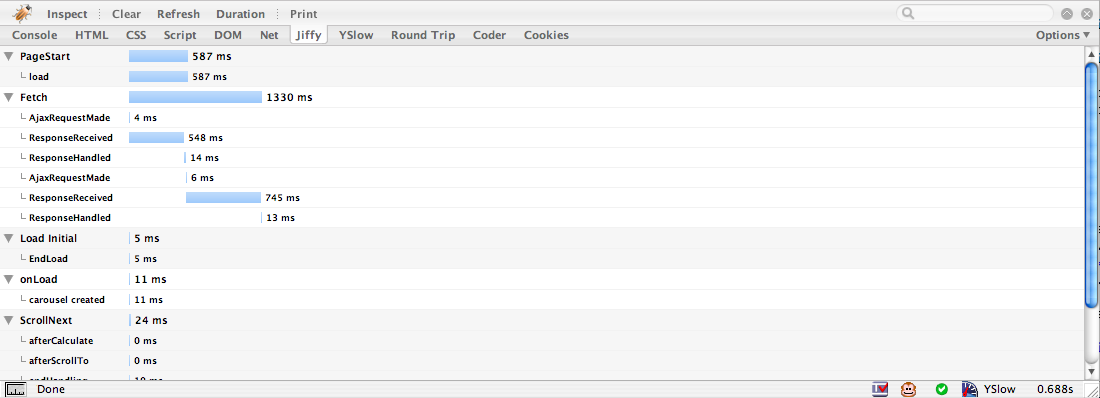 Inspect Clear Refresh Duration Print
Console HTML CSS Script DOM Net Jiffy YSlow Round Trip Coder Cookies Options
PageStart 587 ms
load 587 ms
Fetch 1330 ms
AjaxRequestMade 4 ms
ResponseReceived 548 ms
ResponseHandled 14 ms
AjaxRequestMade 6 ms
ResponseReceived 745 ms
ResponseHandled 13 ms
Load Initial 5 ms
EndLoad 5 ms
onLoad 11 ms
carousel created 11 ms
ScrollNext 24 ms
afterCalculate 0 ms
afterScrollTo 0 ms
Done YSlow 0.688s